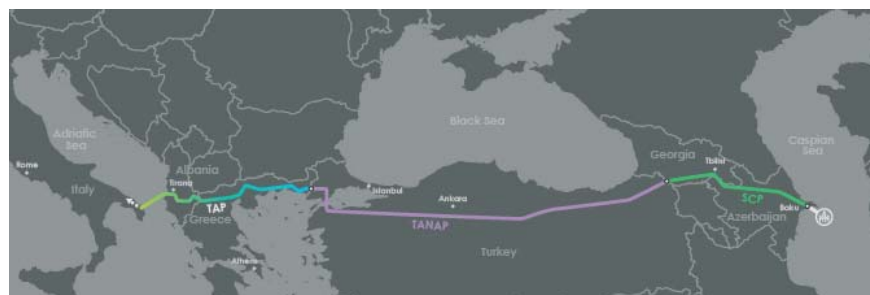 Black Sea
Adriatic
Sea
Caspian
Sea
Rome
Albania
Georgia
Tbilisi
Tirana
Italy
Istanbul
Ankara
SCP
TAP
Greece
Baku
Azerbaijan
TANAP
Turkey
Athens